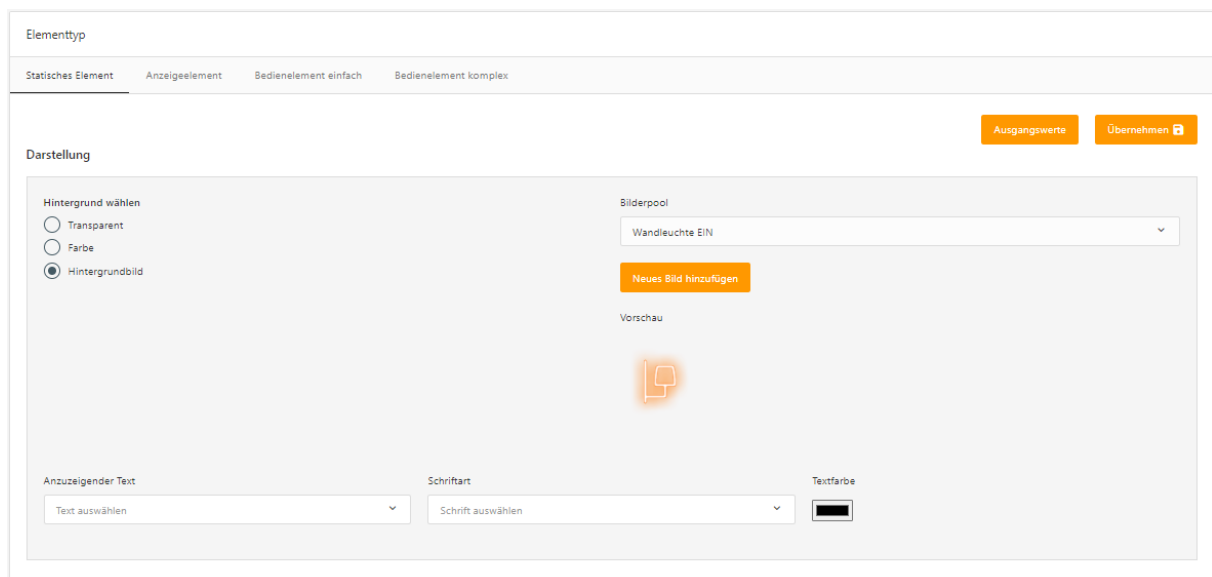 Elementtyp
Statisches Element Anzeigeelement Bedienelement einfach Bedienelement komplex
Ausgangswerte Übernehmen
Darstellung
Hintergrund wählen
Transparent
Farbe
Hintergrundbild
Bilderpool
Wandleuchte EIN
Neues Bild hinzufügen
Vorschau
Anzuzeigender Text Schriftart Textfarbe
Text auswählen Schrift auswählen